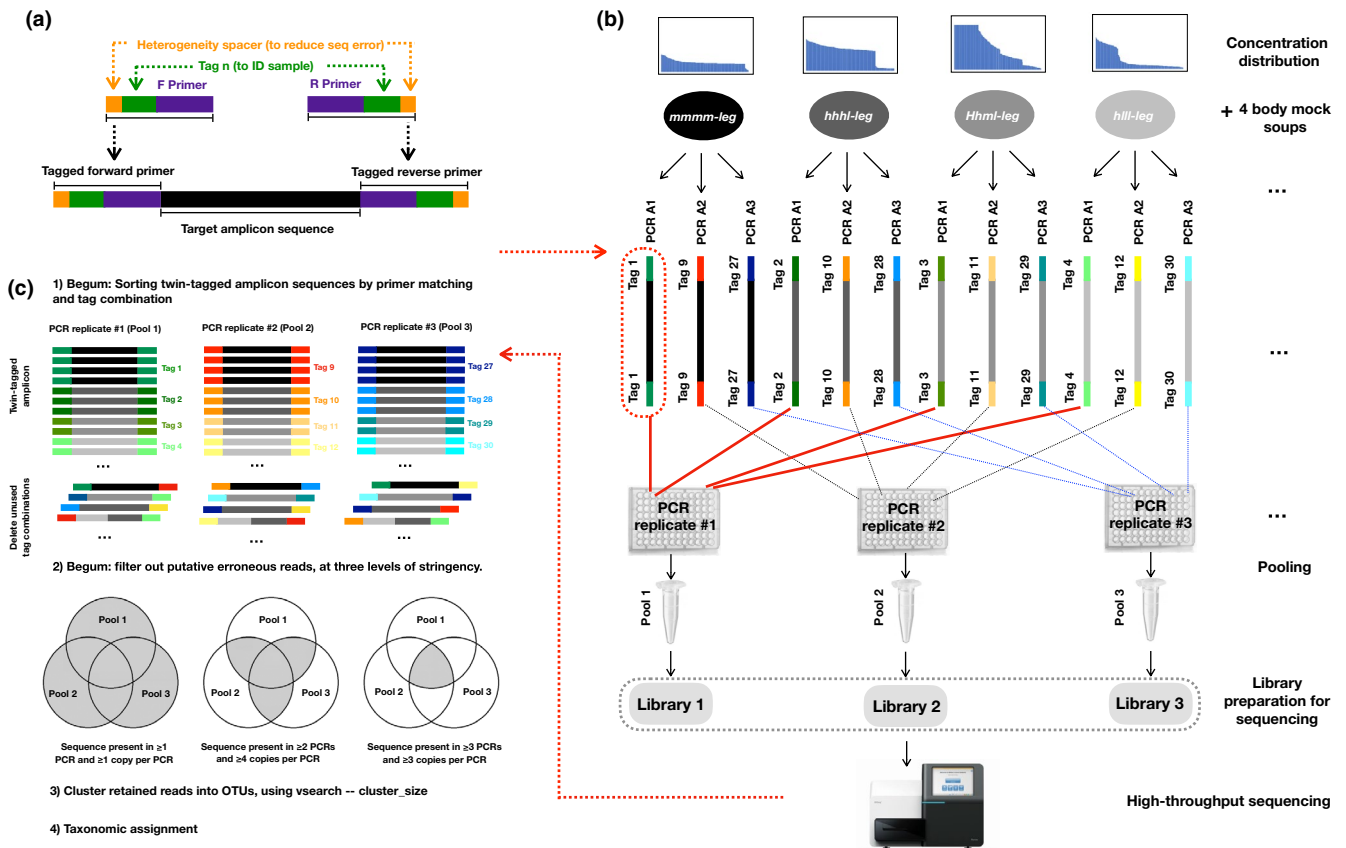 (a)
Heterogeneity spacer (to reduce seq error)
Tag n (to ID sample)
F Primer
R Primer
Tagged forward primer
Tagged reverse primer
Target amplicon sequence
(b)
Concentration
distribution
mmmm-leg
hhhl-leg
Hhml-leg
hlll-leg
+ 4 body mock
soups
...
PCR A1
PCR A2
PCR A3
PCR A1
PCR A2
PCR A3
PCR A1
PCR A2
PCR A3
PCR A1
PCR A2
PCR A3
Tag 1
Tag 9
Tag 27
Tag 2
Tag 10
Tag 28
Tag 3
Tag 11
Tag 29
Tag 4
Tag 12
Tag 30
...
Tag 1
Tag 9
Tag 27
Tag 2
Tag 10
Tag 28
Tag 3
Tag 11
Tag 29
Tag 4
Tag 12
Tag 30
PCR
replicate #1
PCR
replicate #2
PCR
replicate #3
...
Pooling
Pool 1
Pool 2
Pool 3
Library 1
Library 2
Library 3
Library
preparation for
sequencing
High-throughput sequencing
(c)
1) Begum: Sorting twin-tagged amplicon sequences by primer matching
and tag combination
PCR replicate #1 (Pool 1)
PCR replicate #2 (Pool 2)
PCR replicate #3 (Pool 3)
Twin-tagged
amplicon
Tag 1
Tag 2
Tag 3
Tag 4
...
Tag 9
Tag 10
Tag 11
Tag 12
...
Tag 27
Tag 28
Tag 29
Tag 30
...
Delete unused
tag combinations
...
...
...
2) Begum: filter out putative erroneous reads, at three levels of stringency.
Pool 1
Pool 2
Pool 3
Pool 1
Pool 2
Pool 3
Pool 1
Pool 2
Pool 3
Sequence present in ≥1
PCR and ≥1 copy per PCR
Sequence present in ≥2 PCRs
and ≥4 copies per PCR
Sequence present in ≥3 PCRs
and ≥3 copies per PCR
3) Cluster retained reads into OTUs, using vsearch -- cluster_size
4) Taxonomic assignment